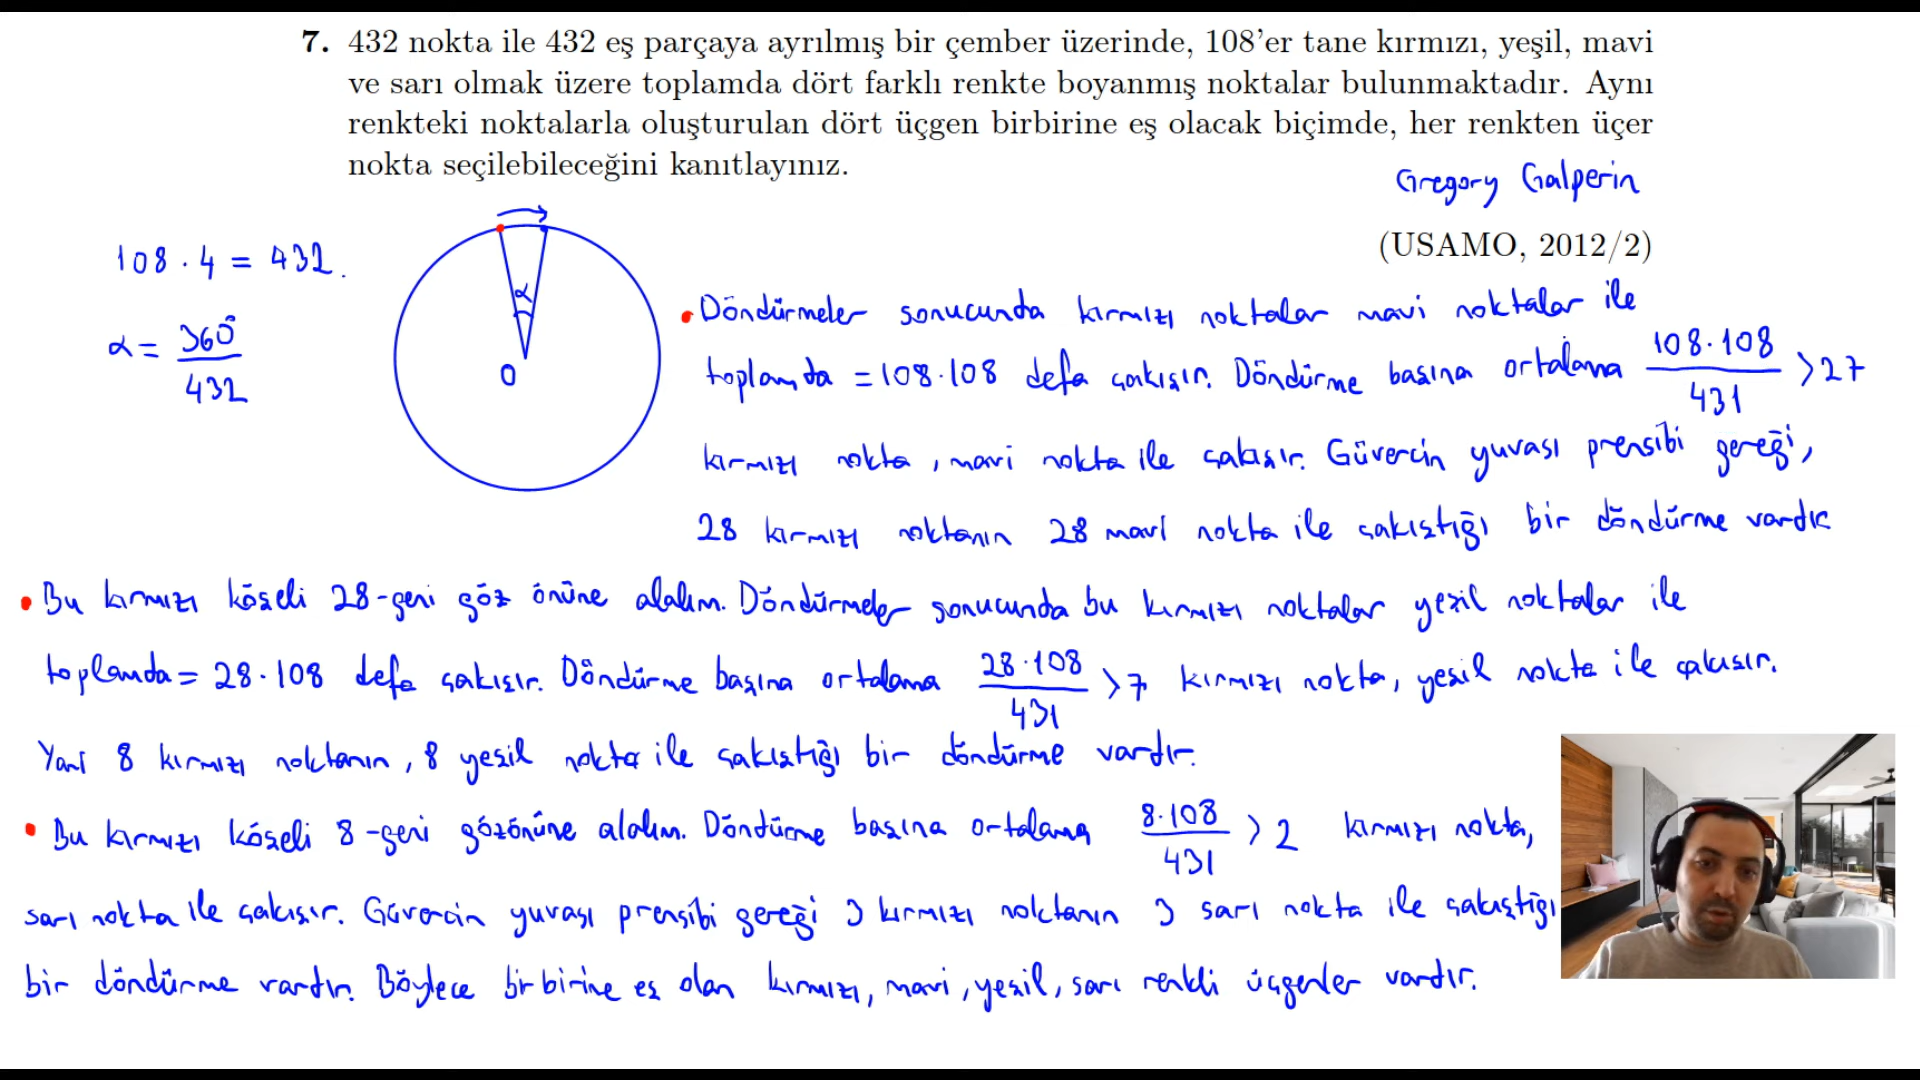 7. 432 nokta ile 432 eş parçaya ayrılmış bir çember üzerinde, 108'er tane kırmızı, yeşil, mavi
ve sarı olmak üzere toplamda dört farklı renkte boyanmış noktalar bulunmaktadır. Aynı
renkteki noktalarla oluşturulan dört üçgen birbirine eş olacak biçimde, her renkten üçer
nokta seçilebileceğini kanıtlayınız.
Gregory Galperin
(USAMO, 2012/2)
108 . 4 = 432.
α = 360° / 432
α
O
• Döndürmeler sonucunda kırmızı noktalar mavi noktalar ile
toplamda = 108.108 defa çakışır. Döndürme başına ortalama 108.108 / 431 > 27
kırmızı nokta, mavi nokta ile çakışır. Güvercin yuvası prensibi gereği,
28 kırmızı noktanın 28 mavi nokta ile çakıştığı bir döndürme vardır
• Bu kırmızı köşeli 28-geni göz önüne alalım. Döndürmeler sonucunda bu kırmızı noktalar yeşil noktalar ile
toplamda = 28.108 defa çakışır. Döndürme başına ortalama 28.108 / 431 > 7 kırmızı nokta, yeşil nokta ile çakışır.
Yani 8 kırmızı noktanın, 8 yeşil nokta ile çakıştığı bir döndürme vardır.
• Bu kırmızı köşeli 8-geni gözönüne alalım. Döndürme başına ortalama 8.108 / 431 > 2 kırmızı nokta,
sarı nokta ile çakışır. Güvercin yuvası prensibi gereği 3 kırmızı noktanın 3 sarı nokta ile çakıştığı
bir döndürme vardır. Böylece birbirine eş olan kırmızı, mavi, yeşil, sarı renkli üçgenler vardır.